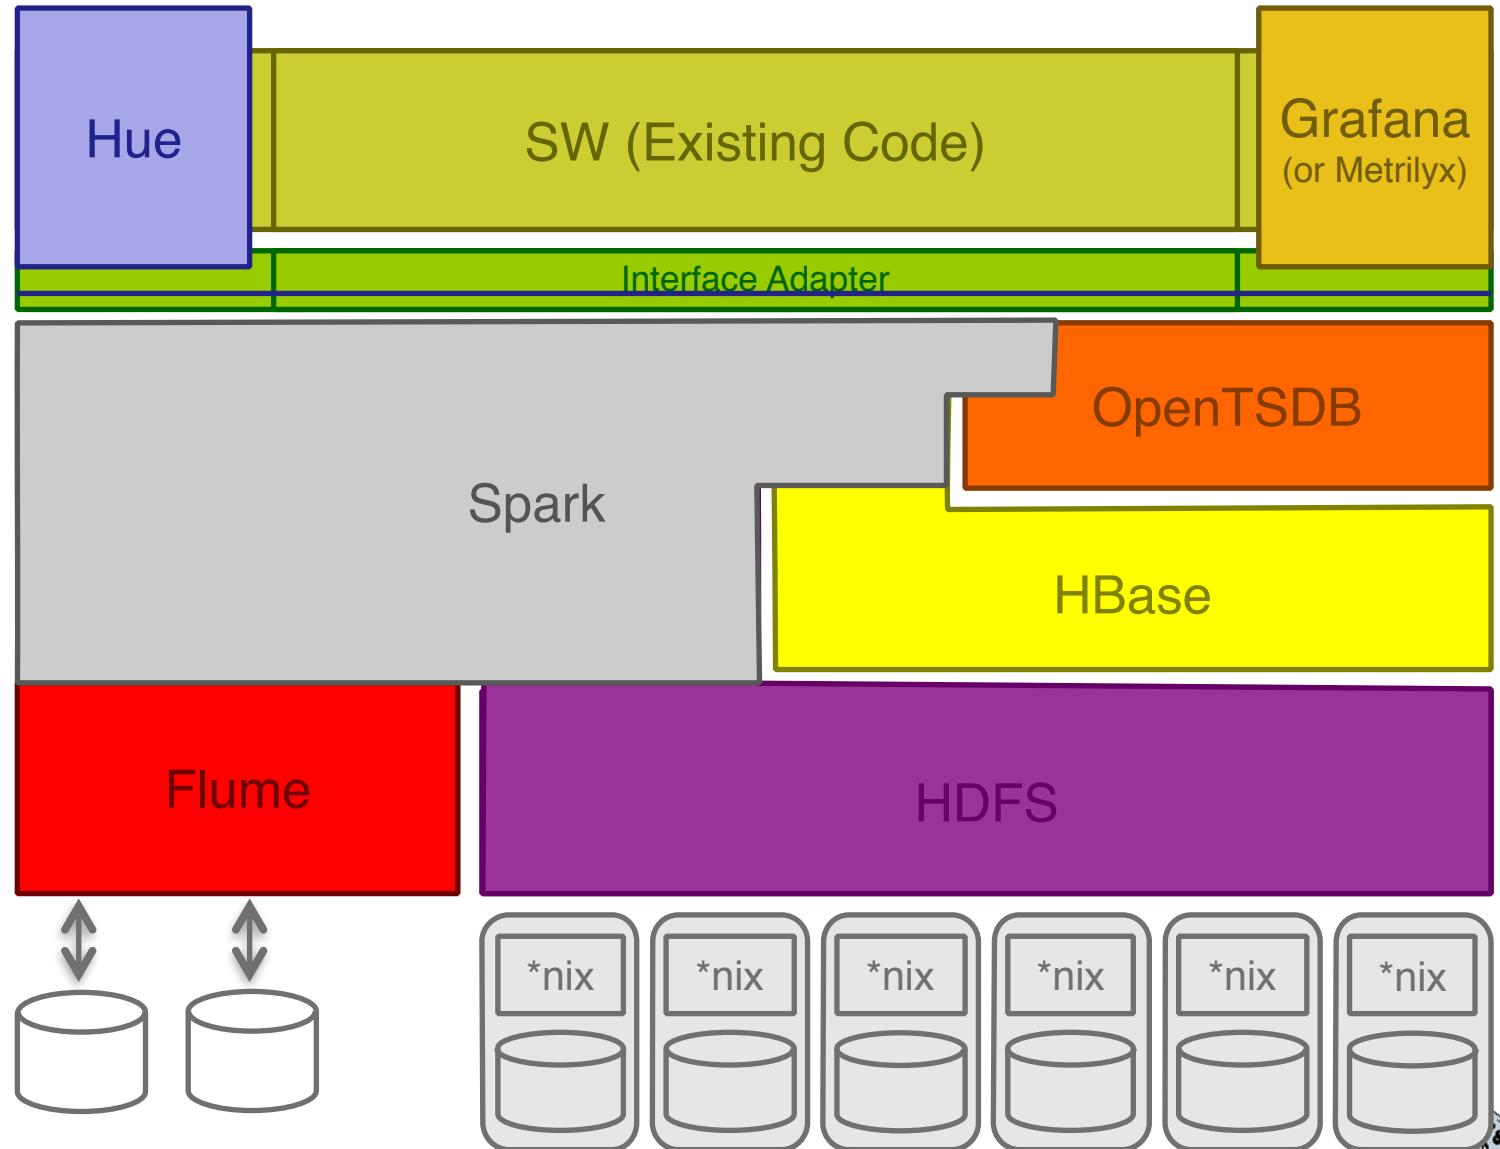 Hue
SW (Existing Code)
Grafana
(or Metrilyx)
Interface Adapter
OpenTSDB
Spark
HBase
Flume
HDFS
*nix
*nix
*nix
*nix
*nix
*nix